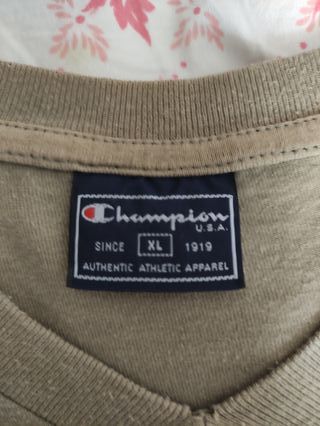 Champion
U.S.A.
SINCE XL 1919
AUTHENTIC ATHLETIC APPAREL